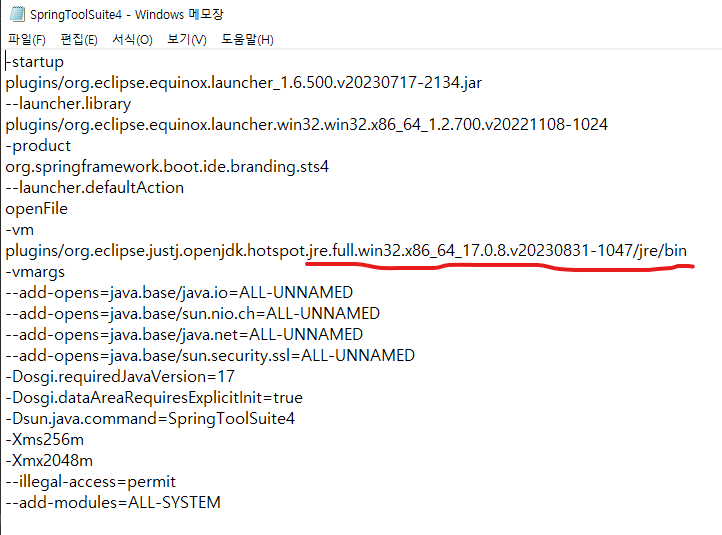 SpringToolSuite4 - Windows 메모장
파일(F) 편집(E) 서식(O) 보기(V) 도움말(H)
-startup
plugins/org.eclipse.equinox.launcher_1.6.500.v20230717-2134.jar
--launcher.library
plugins/org.eclipse.equinox.launcher.win32.win32.x86_64_1.2.700.v20221108-1024
-product
org.springframework.boot.ide.branding.sts4
--launcher.defaultAction
openFile
-vm
plugins/org.eclipse.justj.openjdk.hotspot.jre.full.win32.x86_64_17.0.8.v20230831-1047/jre/bin
-vmargs
--add-opens=java.base/java.io=ALL-UNNAMED
--add-opens=java.base/sun.nio.ch=ALL-UNNAMED
--add-opens=java.base/java.net=ALL-UNNAMED
--add-opens=java.base/sun.security.ssl=ALL-UNNAMED
-Dosgi.requiredJavaVersion=17
-Dosgi.dataAreaRequiresExplicitInit=true
-Dsun.java.command=SpringToolSuite4
-Xms256m
-Xmx2048m
--illegal-access=permit
--add-modules=ALL-SYSTEM